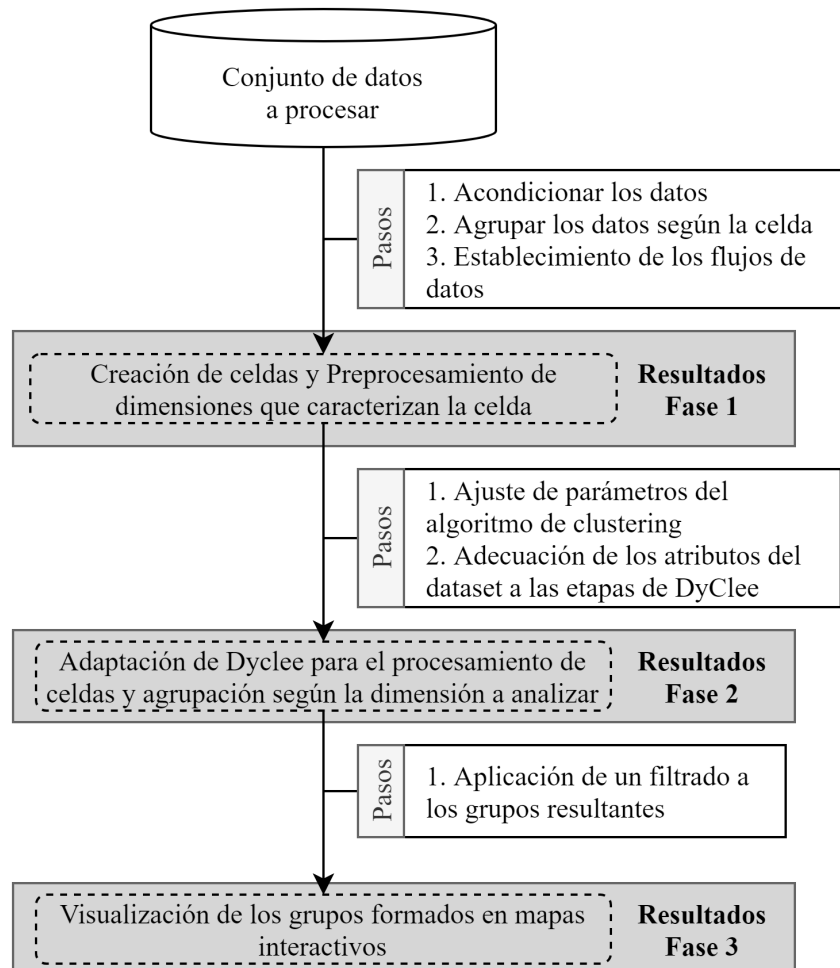 Conjunto de datos
a procesar
Pasos
1. Acondicionar los datos
2. Agrupar los datos según la celda
3. Establecimiento de los flujos de
datos
Creación de celdas y Preprocesamiento de
dimensiones que caracterizan la celda
Resultados
Fase 1
Pasos
1. Ajuste de parámetros del
algoritmo de clustering
2. Adecuación de los atributos del
dataset a las etapas de DyClee
Adaptación de Dyclee para el procesamiento de
celdas y agrupación según la dimensión a analizar
Resultados
Fase 2
Pasos
1. Aplicación de un filtrado a
los grupos resultantes
Visualización de los grupos formados en mapas
interactivos
Resultados
Fase 3